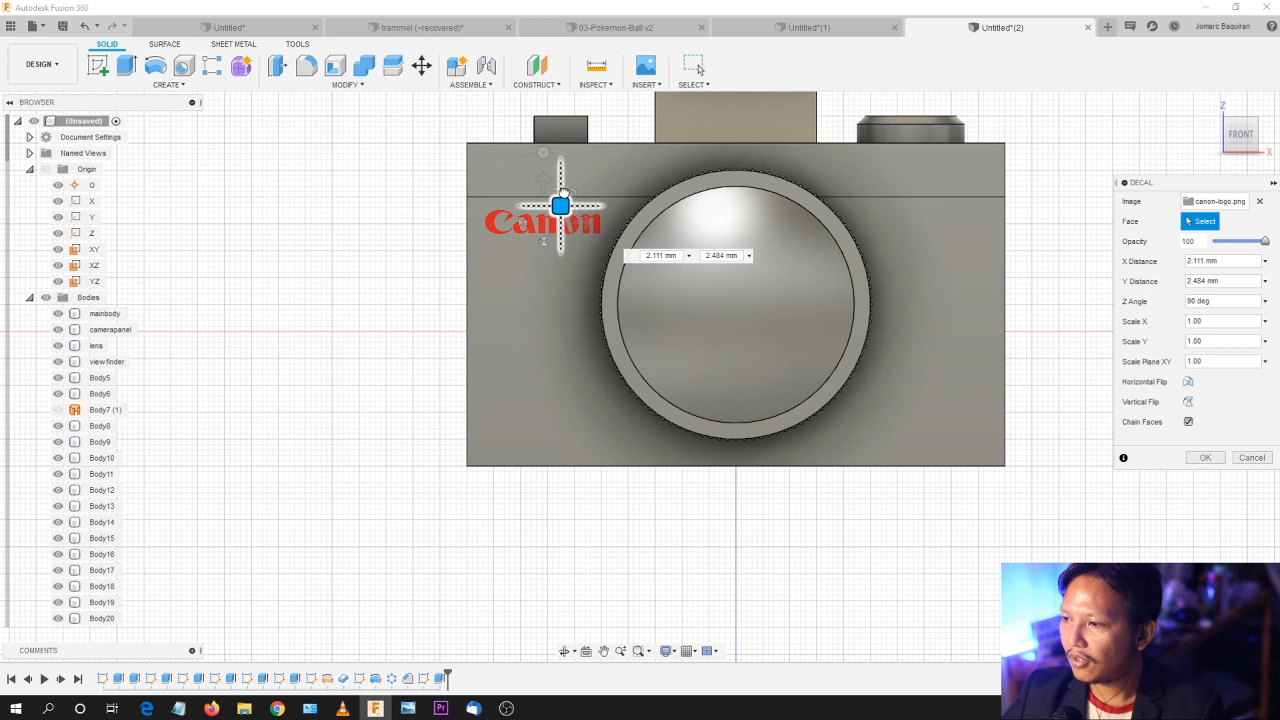 Autodesk Fusion 360
Untitled*
trammel (~recovered)*
03-Pokemon-Ball v2
Untitled*(1)
Untitled*(2)
Jomarc Baquiran
SOLID
SURFACE
SHEET METAL
TOOLS
DESIGN
CREATE
MODIFY
ASSEMBLE
CONSTRUCT
INSPECT
INSERT
SELECT
BROWSER
(Unsaved)
Document Settings
Named Views
Origin
O
X
Y
Z
XY
XZ
YZ
Bodies
mainbody
camerapanel
lens
viewfinder
Body5
Body6
Body7 (1)
Body8
Body9
Body10
Body11
Body12
Body13
Body14
Body15
Body16
Body17
Body18
Body19
Body20
COMMENTS
Canon
2.111 mm
2.484 mm
Z
FRONT
X
DECAL
Image canon-logo.png
Face Select
Opacity 100
X Distance 2.111 mm
Y Distance 2.484 mm
Z Angle 90 deg
Scale X 1.00
Scale Y 1.00
Scale Plane XY 1.00
Horizontal Flip
Vertical Flip
Chain Faces
OK Cancel